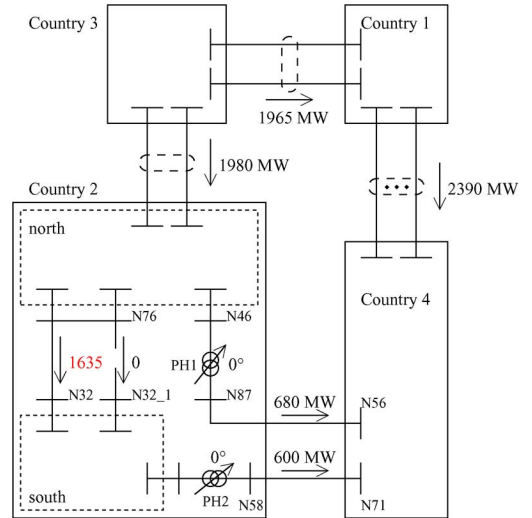 Country 3
Country 1
1965 MW
1980 MW
2390 MW
Country 2
north
Country 4
N76
N46
1635
0
PH1
0°
N32
N32_1
N87
680 MW
N56
0°
600 MW
south
PH2
N58
N71